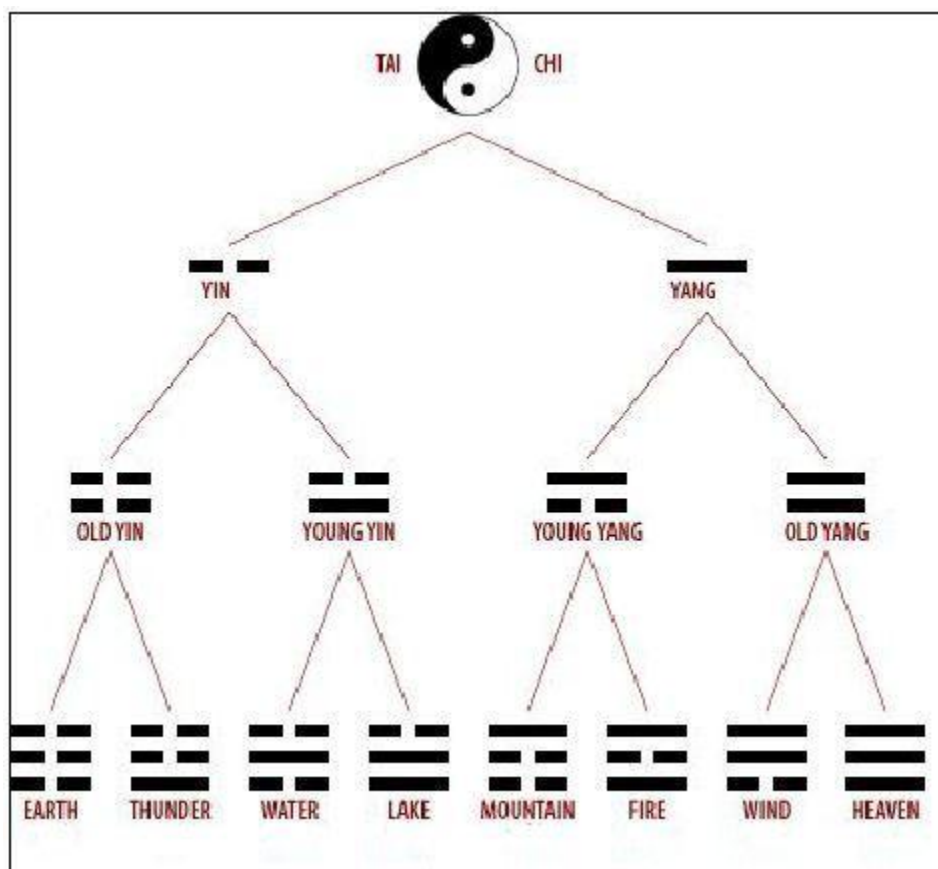 TAI CHI
YIN YANG
OLD YIN YOUNG YIN YOUNG YANG OLD YANG
EARTH THUNDER WATER LAKE MOUNTAIN FIRE WIND HEAVEN